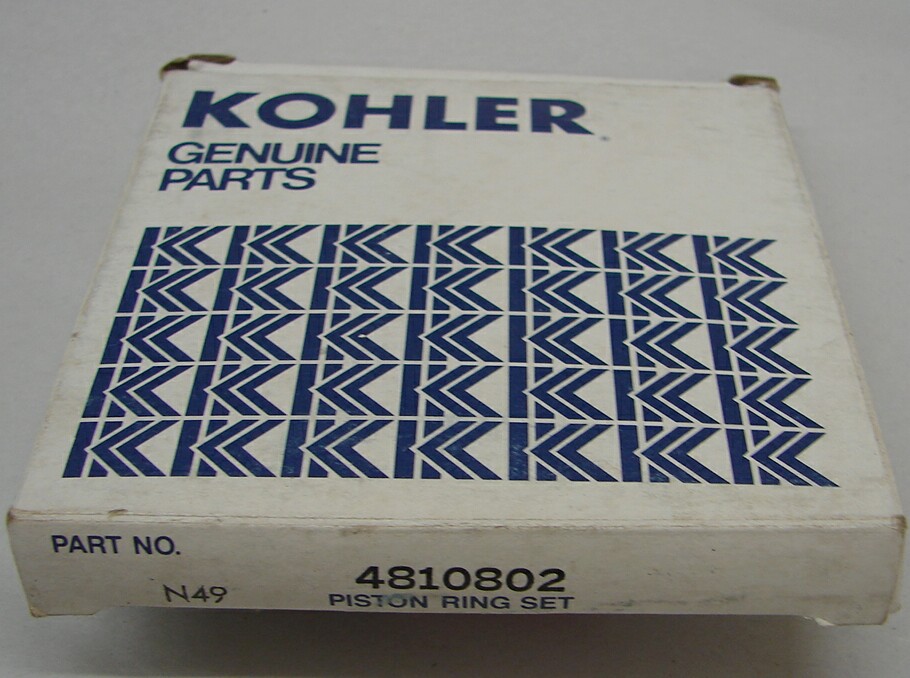 KOHLER
GENUINE
PARTS
PART NO.
4810802
N49
PISTON RING SET